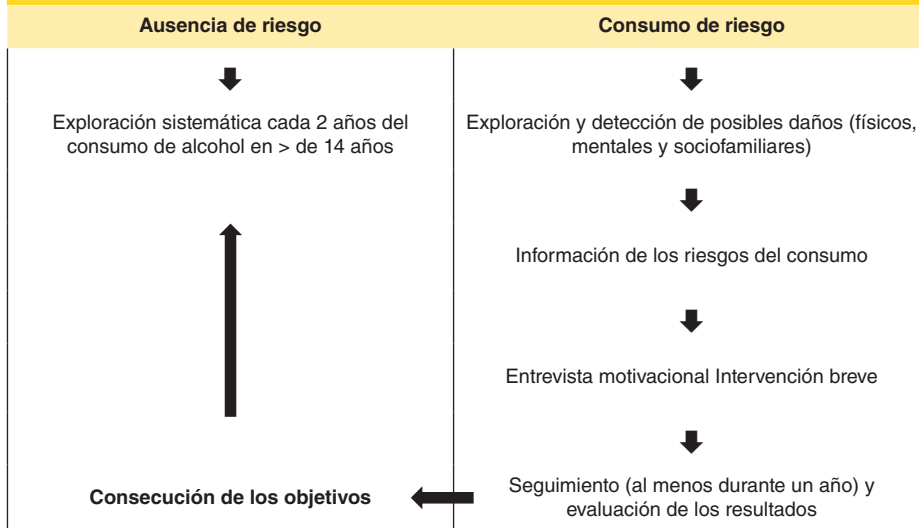 Ausencia de riesgo
Exploración sistemática cada 2 años del
consumo de alcohol en > de 14 años
Consecución de los objetivos
Consumo de riesgo
Exploración y detección de posibles daños (físicos,
mentales y sociofamiliares)
Información de los riesgos del consumo
Entrevista motivacional Intervención breve
Seguimiento (al menos durante un año) y
evaluación de los resultados